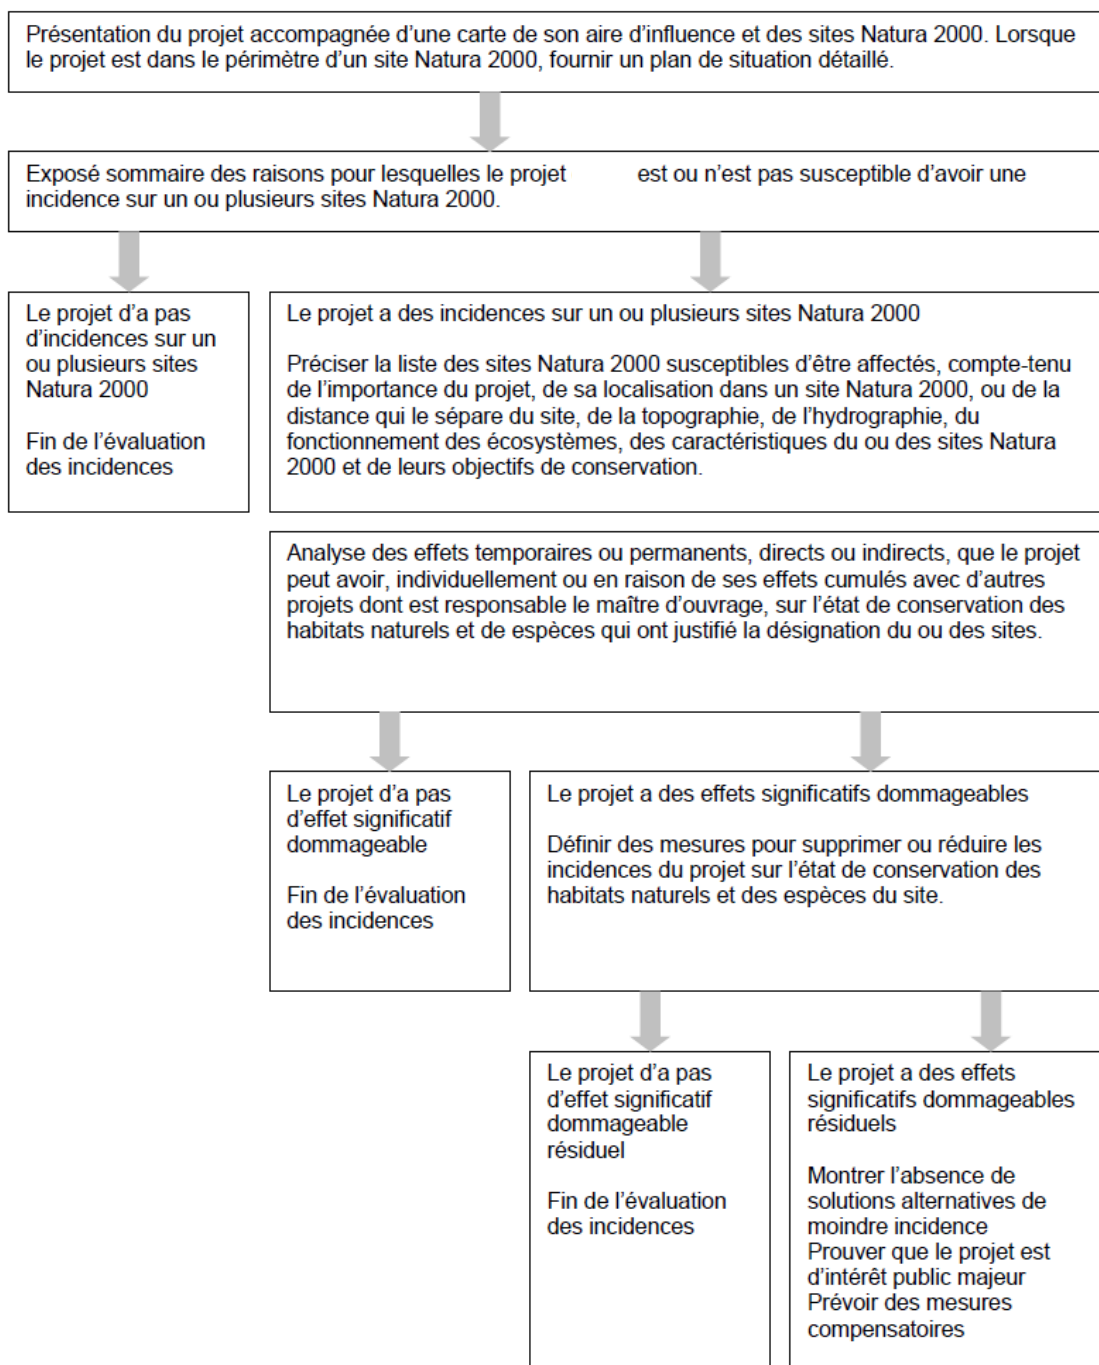 Présentation du projet accompagnée d’une carte de son aire d’influence et des sites Natura 2000. Lorsque
le projet est dans le périmètre d’un site Natura 2000, fournir un plan de situation détaillé.
Exposé sommaire des raisons pour lesquelles le projet est ou n’est pas susceptible d’avoir une
incidence sur un ou plusieurs sites Natura 2000.
Le projet d’a pas
d’incidences sur un
ou plusieurs sites
Natura 2000
Fin de l’évaluation
des incidences
Le projet a des incidences sur un ou plusieurs sites Natura 2000
Préciser la liste des sites Natura 2000 susceptibles d’être affectés, compte-tenu
de l’importance du projet, de sa localisation dans un site Natura 2000, ou de la
distance qui le sépare du site, de la topographie, de l’hydrographie, du
fonctionnement des écosystèmes, des caractéristiques du ou des sites Natura
2000 et de leurs objectifs de conservation.
Analyse des effets temporaires ou permanents, directs ou indirects, que le projet
peut avoir, individuellement ou en raison de ses effets cumulés avec d’autres
projets dont est responsable le maître d’ouvrage, sur l’état de conservation des
habitats naturels et de espèces qui ont justifié la désignation du ou des sites.
Le projet d’a pas
d’effet significatif
dommageable
Fin de l’évaluation
des incidences
Le projet a des effets significatifs dommageables
Définir des mesures pour supprimer ou réduire les
incidences du projet sur l’état de conservation des
habitats naturels et des espèces du site.
Le projet d’a pas
d’effet significatif
dommageable
résiduel
Fin de l’évaluation
des incidences
Le projet a des effets
significatifs dommageables
résiduels
Montrer l’absence de
solutions alternatives de
moindre incidence
Prouver que le projet est
d’intérêt public majeur
Prévoir des mesures
compensatoires